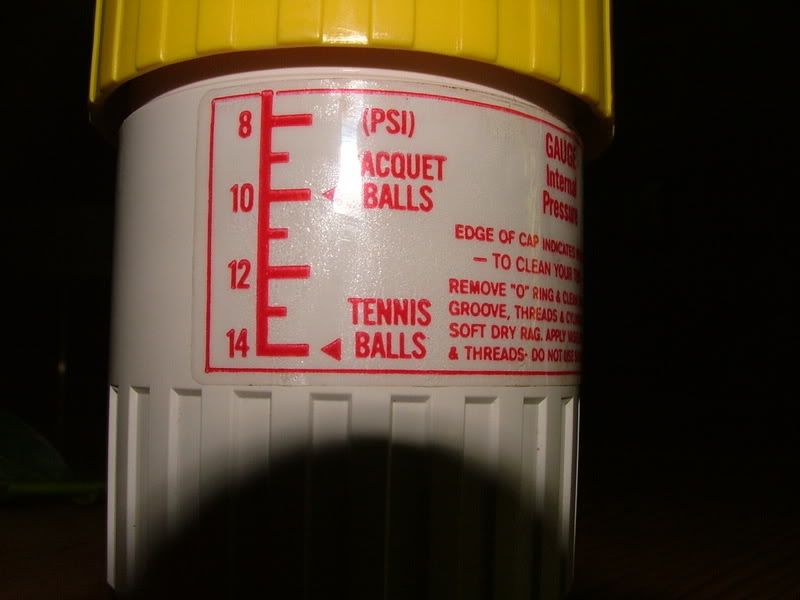 8 (PSI)
ACQUET
10 BALLS
12
TENNIS
14 BALLS
GAUGE
Internal
Pressure
EDGE OF CAP INDICATES
— TO CLEAN YOUR
REMOVE "O" RING & CLEAN
GROOVE, THREADS &
SOFT DRY RAG. APPLY
& THREADS- DO NOT USE